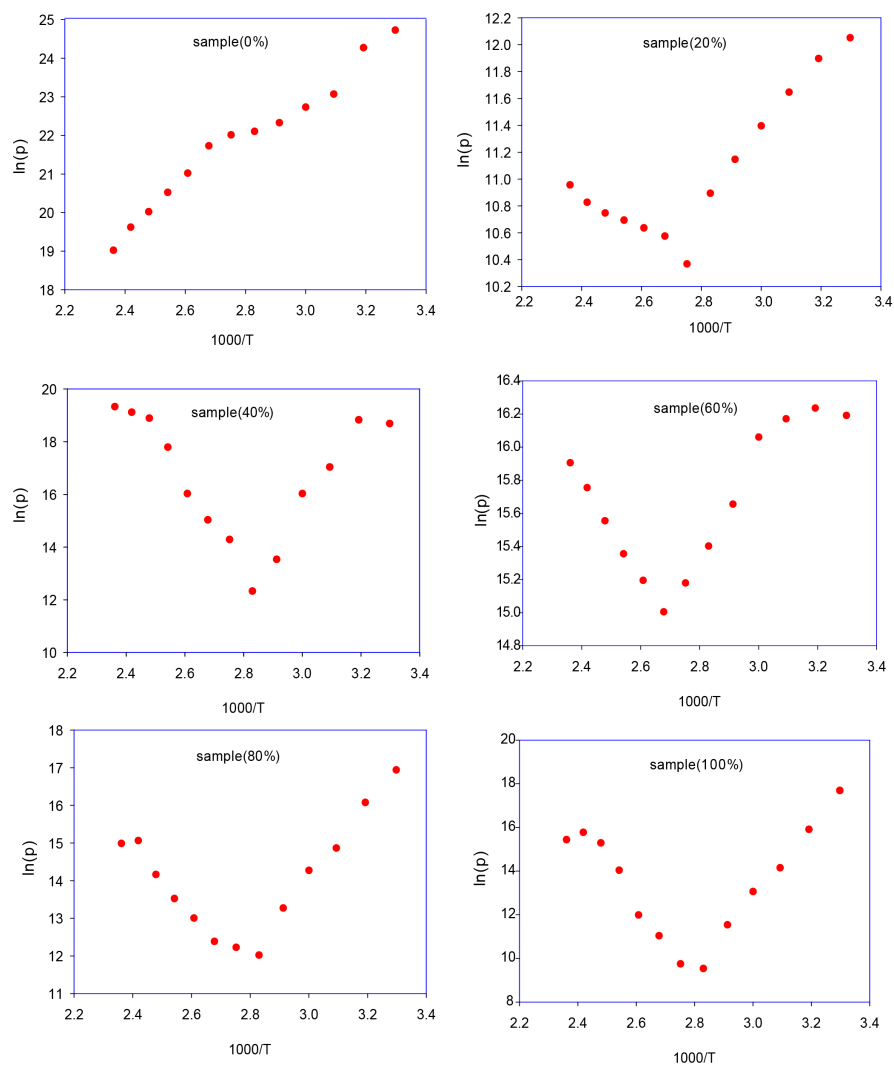 sample(0%)
25
24
23
22
21
20
19
18
ln(p)
2.2 2.4 2.6 2.8 3.0 3.2 3.4
1000/T
sample(20%)
12.2
12.0
11.8
11.6
11.4
11.2
11.0
10.8
10.6
10.4
10.2
ln(p)
2.2 2.4 2.6 2.8 3.0 3.2 3.4
1000/T
sample(40%)
20
18
16
14
12
10
ln(p)
2.2 2.4 2.6 2.8 3.0 3.2 3.4
1000/T
sample(60%)
16.4
16.2
16.0
15.8
15.6
15.4
15.2
15.0
14.8
ln(p)
2.2 2.4 2.6 2.8 3.0 3.2 3.4
1000/T
sample(80%)
18
17
16
15
14
13
12
11
ln(p)
2.2 2.4 2.6 2.8 3.0 3.2 3.4
1000/T
sample(100%)
20
18
16
14
12
10
8
ln(p)
2.2 2.4 2.6 2.8 3.0 3.2 3.4
1000/T